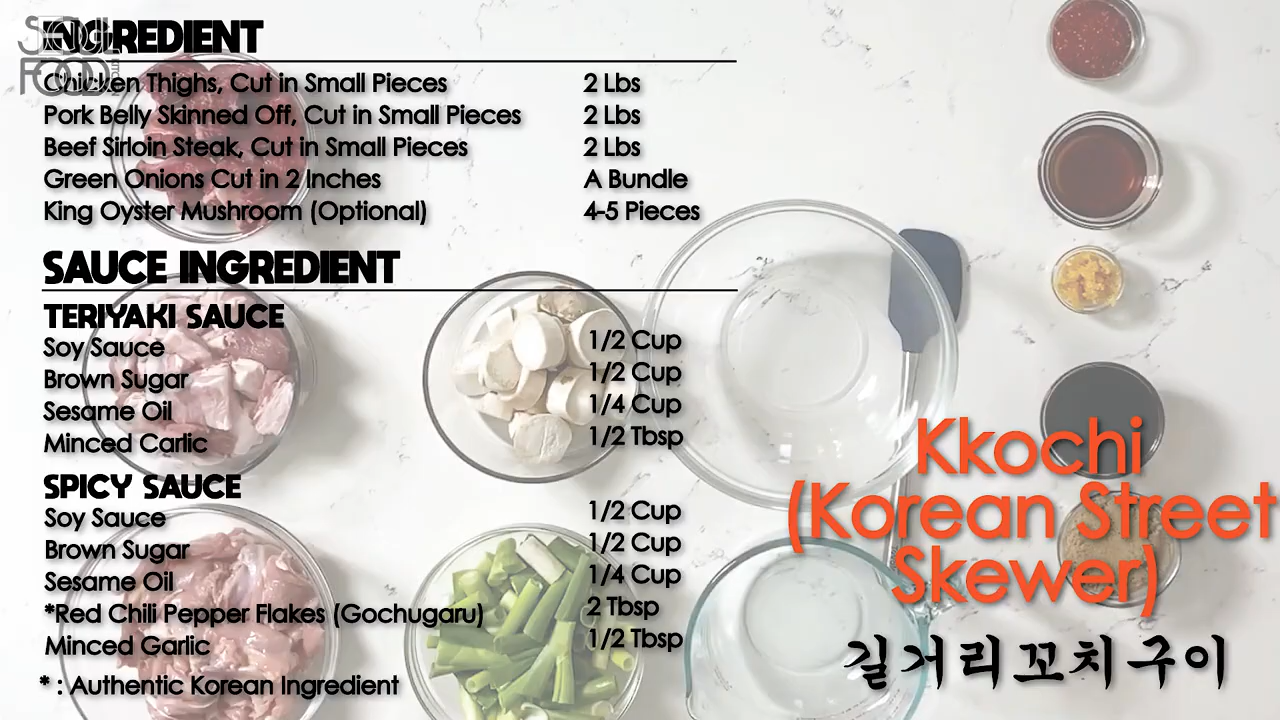 SEOUL
FOOD
INGREDIENT
Chicken Thighs, Cut in Small Pieces 2 Lbs
Pork Belly Skinned Off, Cut in Small Pieces 2 Lbs
Beef Sirloin Steak, Cut in Small Pieces 2 Lbs
Green Onions Cut in 2 Inches A Bundle
King Oyster Mushroom (Optional) 4-5 Pieces
SAUCE INGREDIENT
TERIYAKI SAUCE
Soy Sauce 1/2 Cup
Brown Sugar 1/2 Cup
Sesame Oil 1/4 Cup
Minced Carlic 1/2 Tbsp
SPICY SAUCE
Soy Sauce 1/2 Cup
Brown Sugar 1/2 Cup
Sesame Oil 1/4 Cup
*Red Chili Pepper Flakes (Gochugaru) 2 Tbsp
Minced Garlic 1/2 Tbsp
* : Authentic Korean Ingredient
Kkochi
(Korean Street
Skewer)
길거리꼬치구이